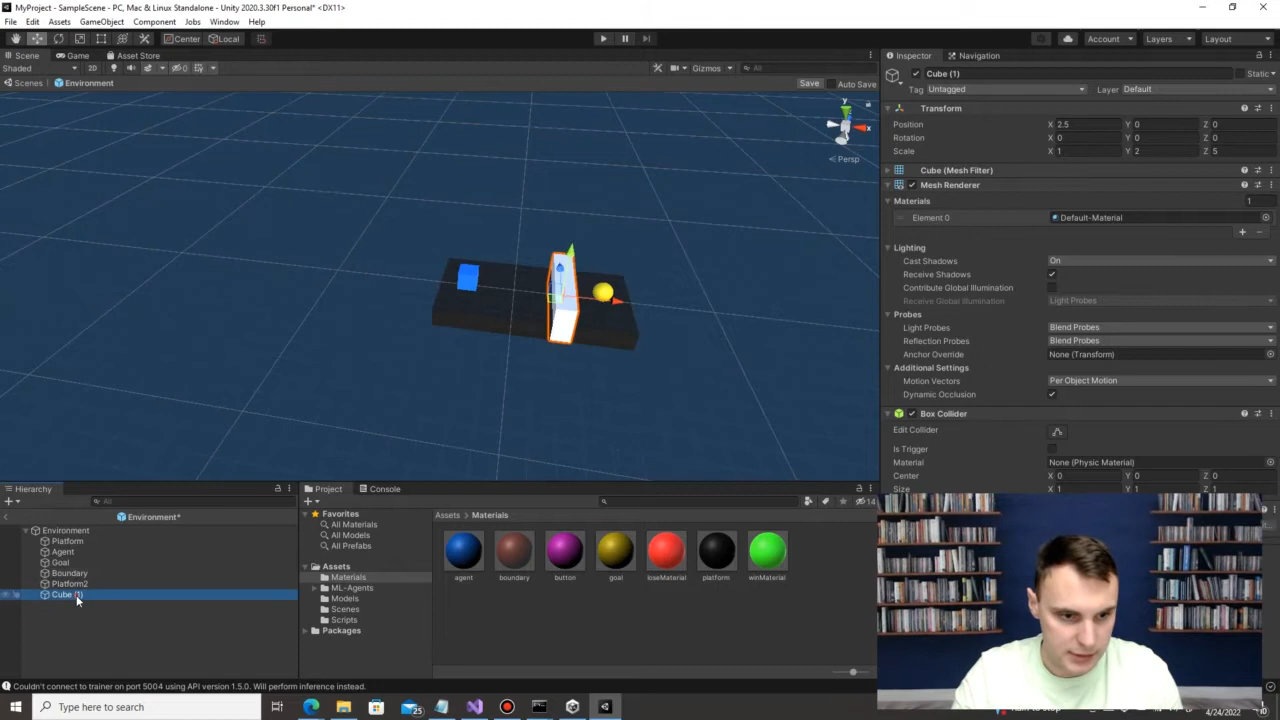 MyProject - SampleScene - PC, Mac & Linux Standalone - Unity 2020.3.30f1 Personal* <DX11>
File Edit Assets GameObject Component Jobs Window Help
Center Local Account Layers Layout
Scene Game Asset Store
Shaded 2D 0 Gizmos All
Scenes Environment Save Auto Save
y
x
Persp
Inspector Navigation
Cube (1) Static
Tag Untagged Layer Default
Transform
Position X 2.5 Y 0 Z 0
Rotation X 0 Y 0 Z 0
Scale X 1 Y 2 Z 5
Cube (Mesh Filter)
Mesh Renderer
Materials 1
Element 0 Default-Material
Lighting
Cast Shadows On
Receive Shadows
Contribute Global Illumination
Receive Global Illumination Light Probes
Probes
Light Probes Blend Probes
Reflection Probes Blend Probes
Anchor Override None (Transform)
Additional Settings
Motion Vectors Per Object Motion
Dynamic Occlusion
Box Collider
Edit Collider
Is Trigger
Material None (Physic Material)
Center X 0 Y 0 Z 0
Size X 1 Y 1 Z 1
Hierarchy
All
Environment*
Environment
Platform
Agent
Goal
Boundary
Platform2
Cube (1)
Project Console
14
Favorites
All Materials
All Models
All Prefabs
Assets
Materials
ML-Agents
Models
Scenes
Scripts
Packages
Assets > Materials
agent boundary button goal loseMaterial platform winMaterial
Couldn't connect to trainer on port 5004 using API version 1.5.0. Will perform inference instead.
Type here to search
25
4/24/2022